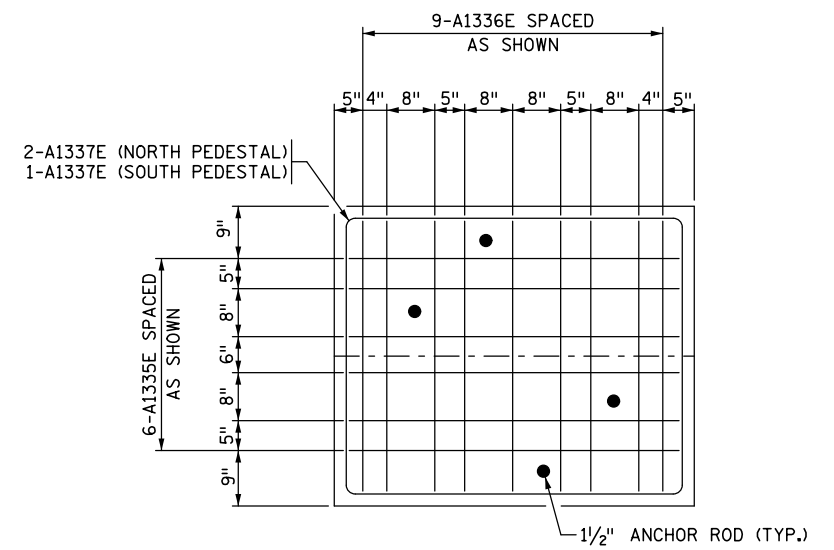 9-A1336E SPACED
AS SHOWN
5" 4" 8" 5" 8" 8" 5" 8" 4" 5"
2-A1337E (NORTH PEDESTAL)
1-A1337E (SOUTH PEDESTAL)
9"
5"
8"
6"
8"
5"
9"
6-A1335E SPACED
AS SHOWN
1½" ANCHOR ROD (TYP.)